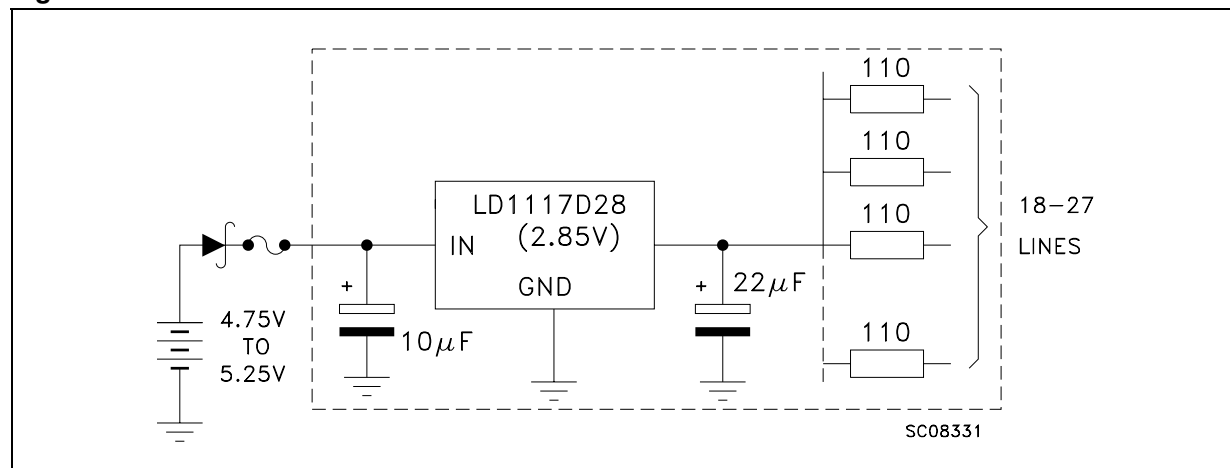 110
110
110
110
18-27
LINES
LD1117D28
(2.85V)
IN
GND
+
10µF
+
22µF
4.75V
TO
5.25V
SC08331